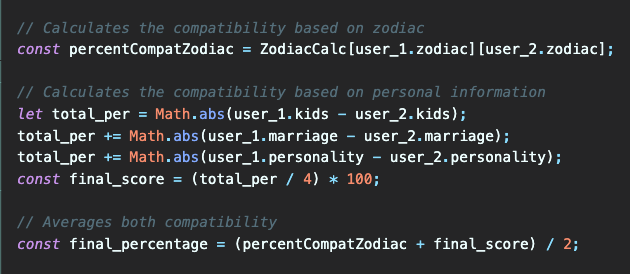 // Calculates the compatibility based on zodiac
const percentCompatZodiac = ZodiacCalc[user_1.zodiac][user_2.zodiac];
// Calculates the compatibility based on personal information
let total_per = Math.abs(user_1.kids - user_2.kids);
total_per += Math.abs(user_1.marriage - user_2.marriage);
total_per += Math.abs(user_1.personality - user_2.personality);
const final_score = (total_per / 4) * 100;
// Averages both compatibility
const final_percentage = (percentCompatZodiac + final_score) / 2;